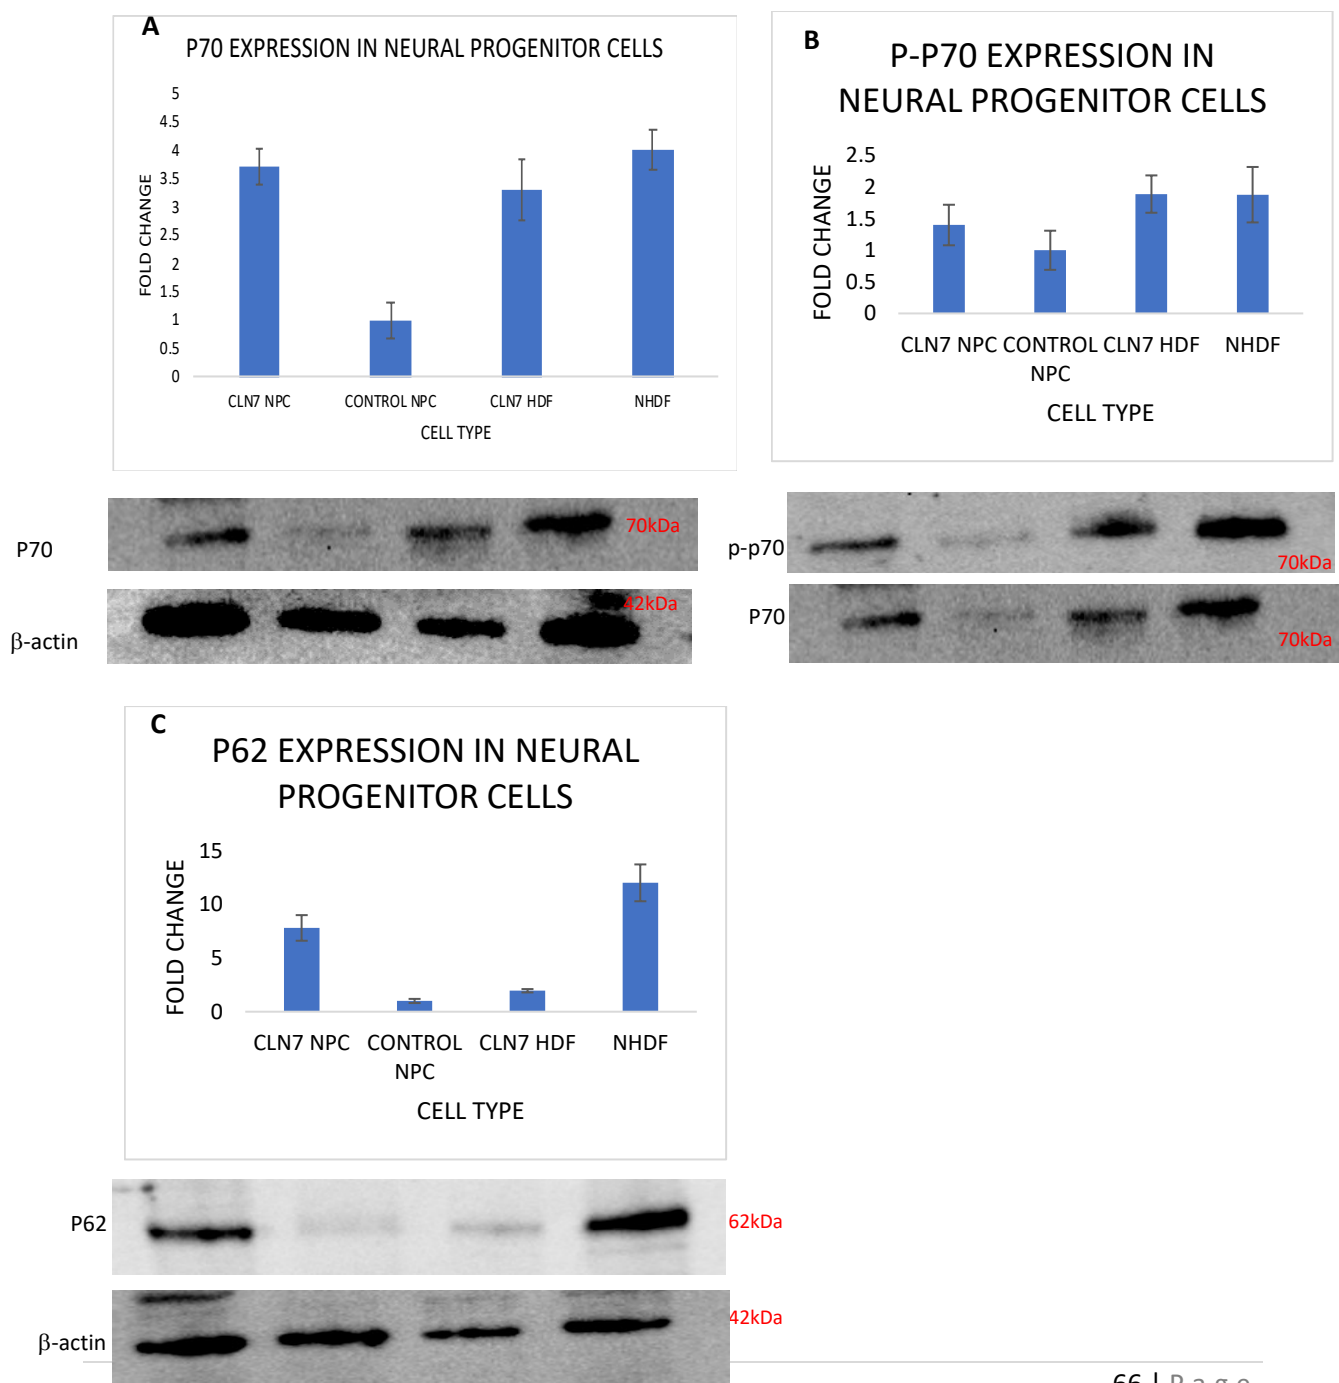 A
P70 EXPRESSION IN NEURAL PROGENITOR CELLS
5
4.5
4
3.5
3
2.5
2
1.5
1
0.5
0
FOLD CHANGE
CLN7 NPC CONTROL NPC CLN7 HDF NHDF
CELL TYPE
P70
70kDa
β-actin
42kDa
B
P-P70 EXPRESSION IN
NEURAL PROGENITOR CELLS
2.5
2
1.5
1
0.5
0
FOLD CHANGE
CLN7 NPC CONTROL CLN7 HDF NHDF
NPC
CELL TYPE
p-p70
70kDa
P70
70kDa
C
P62 EXPRESSION IN NEURAL
PROGENITOR CELLS
15
10
5
0
FOLD CHANGE
CLN7 NPC CONTROL CLN7 HDF NHDF
NPC
CELL TYPE
P62
62kDa
β-actin
42kDa
66 | P a g e